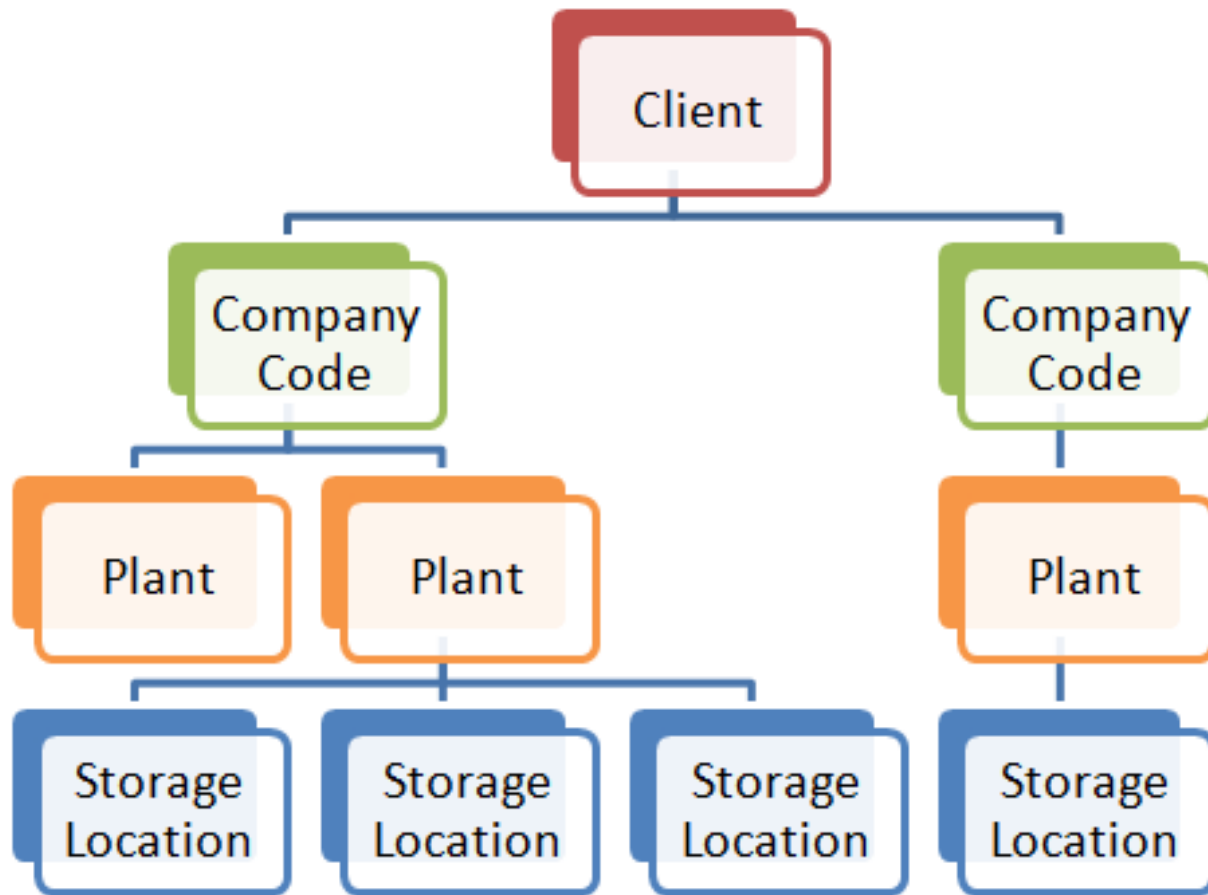 Client
Company
Code
Company
Code
Plant
Plant
Plant
Storage
Location
Storage
Location
Storage
Location
Storage
Location